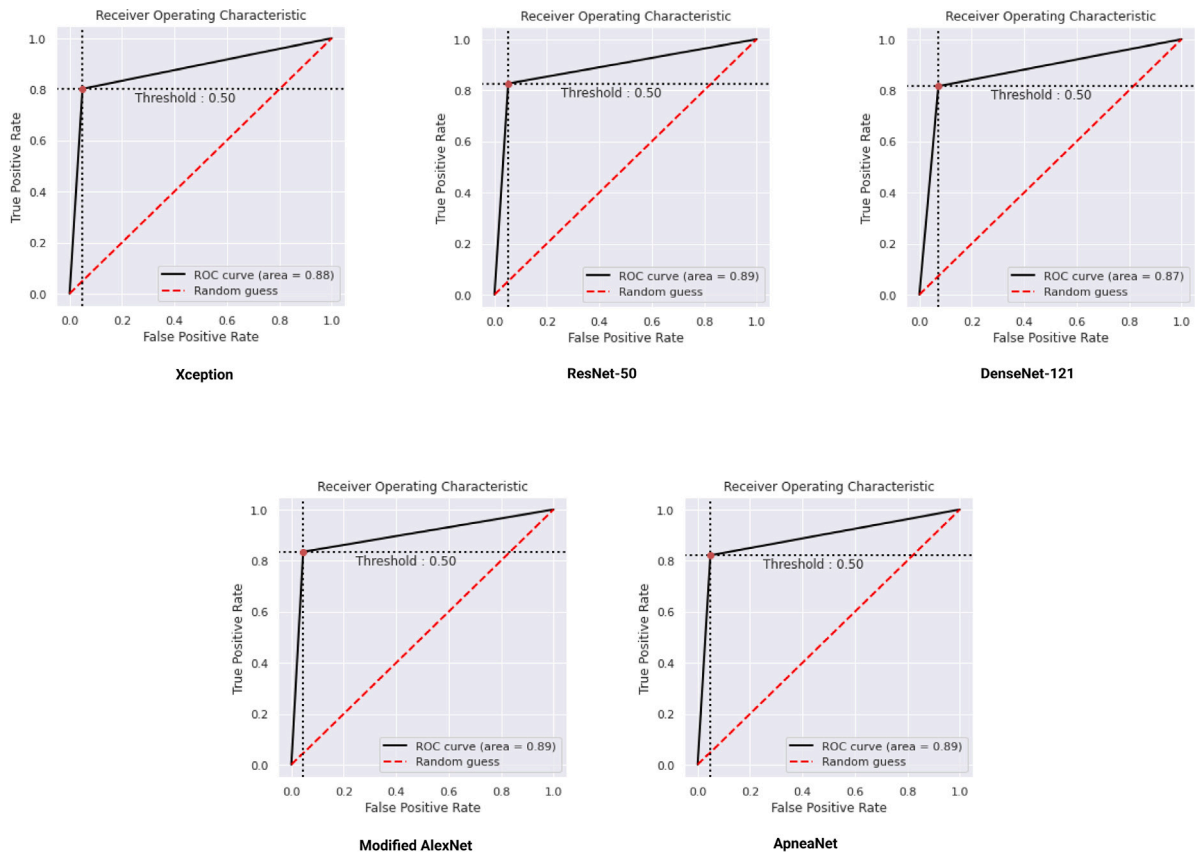 Receiver Operating Characteristic
1.0
0.8
0.6
0.4
0.2
0.0
True Positive Rate
Threshold : 0.50
ROC curve (area = 0.88)
Random guess
0.0 0.2 0.4 0.6 0.8 1.0
False Positive Rate
Xception
Receiver Operating Characteristic
1.0
0.8
0.6
0.4
0.2
0.0
True Positive Rate
Threshold : 0.50
ROC curve (area = 0.89)
Random guess
0.0 0.2 0.4 0.6 0.8 1.0
False Positive Rate
ResNet-50
Receiver Operating Characteristic
1.0
0.8
0.6
0.4
0.2
0.0
True Positive Rate
Threshold : 0.50
ROC curve (area = 0.87)
Random guess
0.0 0.2 0.4 0.6 0.8 1.0
False Positive Rate
DenseNet-121
Receiver Operating Characteristic
1.0
0.8
0.6
0.4
0.2
0.0
True Positive Rate
Threshold : 0.50
ROC curve (area = 0.89)
Random guess
0.0 0.2 0.4 0.6 0.8 1.0
False Positive Rate
Modified AlexNet
Receiver Operating Characteristic
1.0
0.8
0.6
0.4
0.2
0.0
True Positive Rate
Threshold : 0.50
ROC curve (area = 0.89)
Random guess
0.0 0.2 0.4 0.6 0.8 1.0
False Positive Rate
ApneaNet